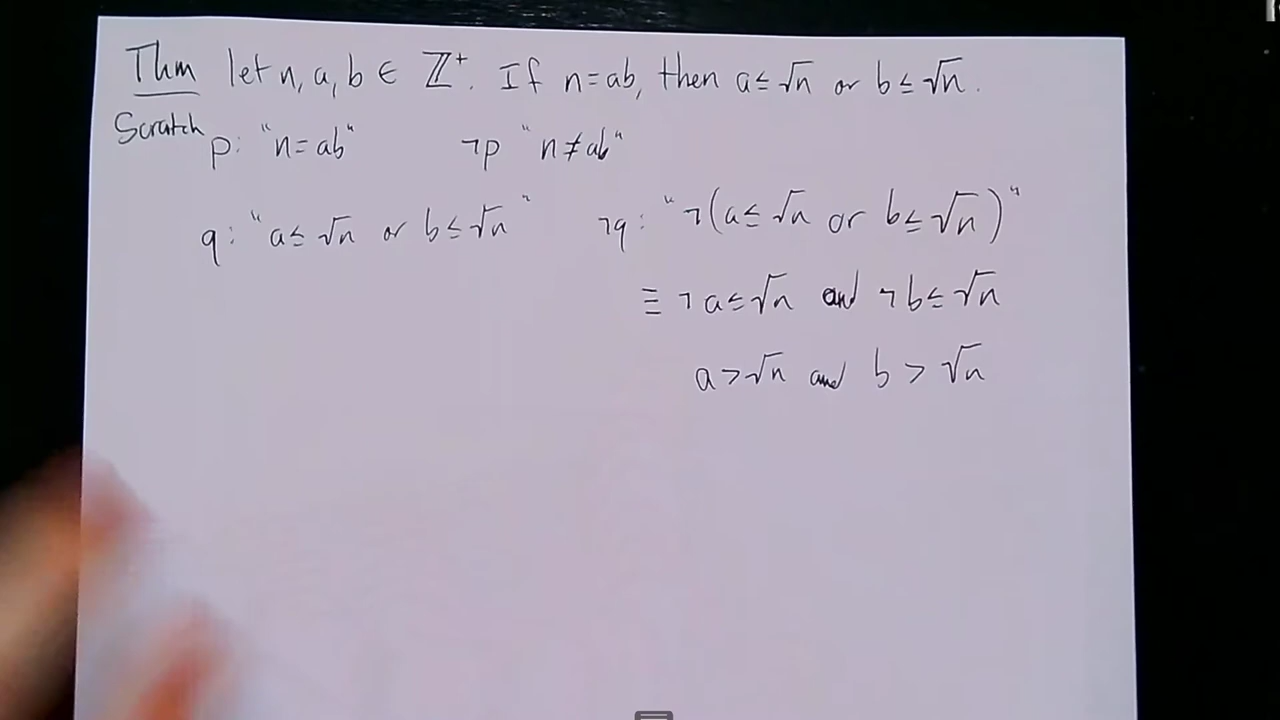 Thm let n, a, b ∈ ℤ⁺. If n = ab, then a ≤ √n or b ≤ √n.
Scratch p: "n = ab" ¬p "n ≠ ab"
q: "a ≤ √n or b ≤ √n" ¬q: "¬(a ≤ √n or b ≤ √n)"
≡ ¬ a ≤ √n and ¬ b ≤ √n
a > √n and b > √n